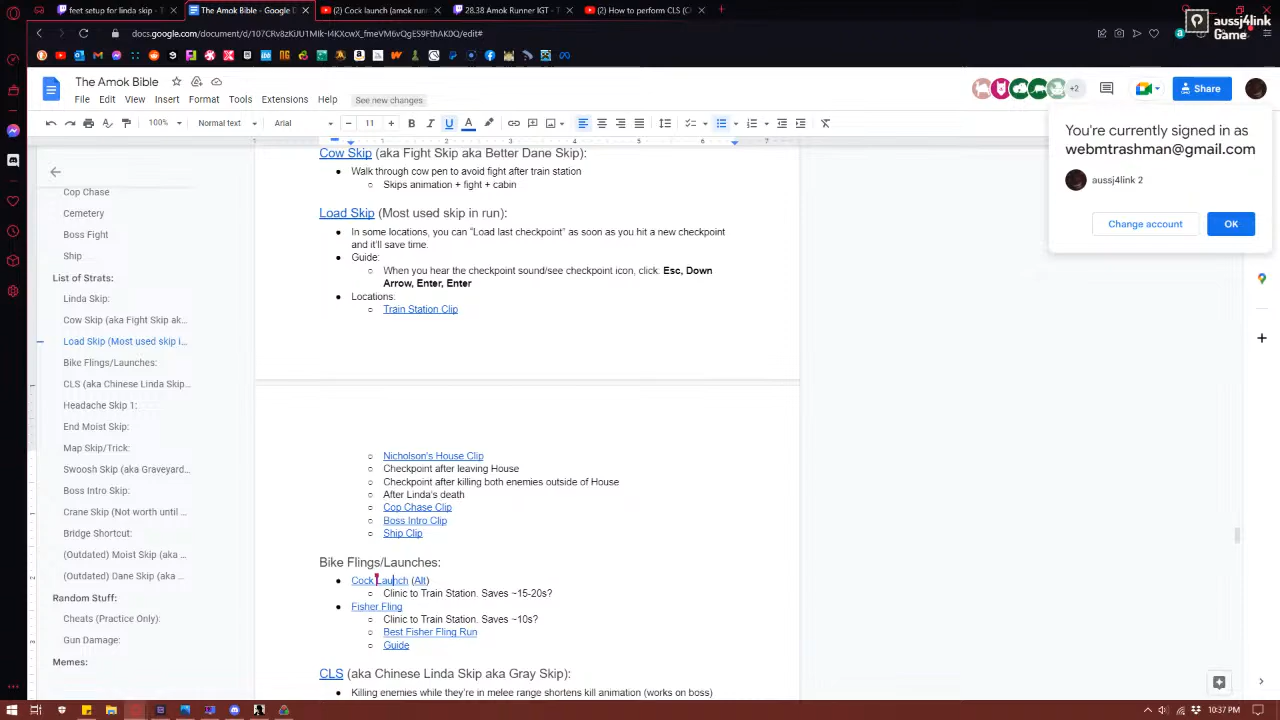 feet setup for linda skip -
The Amok Bible - Google D
(2) Cock launch (amok run
28.38 Amok Runner IGT -
(2) How to perform CLS (C
aussj4link
Game
docs.google.com
The Amok Bible
File Edit View Insert Format Tools Extensions Help
See new changes
+2
Share
100%
Normal text
Arial
11
You're currently signed in as
webmtrashman@gmail.com
aussj4link 2
Change account
OK
Cop Chase
Cemetery
Boss Fight
Ship
List of Strats:
Linda Skip:
Cow Skip (aka Fight Skip ak...
Load Skip (Most used skip i...
Bike Flings/Launches:
CLS (aka Chinese Linda Skip...
Headache Skip 1:
End Moist Skip:
Map Skip/Trick:
Swoosh Skip (aka Graveyard...
Boss Intro Skip:
Crane Skip (Not worth until ...
Bridge Shortcut:
(Outdated) Moist Skip (aka ...
(Outdated) Dane Skip (aka ...
Random Stuff:
Cheats (Practice Only):
Gun Damage:
Memes:
Cow Skip (aka Fight Skip aka Better Dane Skip):
Walk through cow pen to avoid fight after train station
Skips animation + fight + cabin
Load Skip (Most used skip in run):
In some locations, you can "Load last checkpoint" as soon as you hit a new checkpoint
and it'll save time.
Guide:
When you hear the checkpoint sound/see checkpoint icon, click: Esc, Down
Arrow, Enter, Enter
Locations:
Train Station Clip
Nicholson's House Clip
Checkpoint after leaving House
Checkpoint after killing both enemies outside of House
After Linda's death
Cop Chase Clip
Boss Intro Clip
Ship Clip
Bike Flings/Launches:
Cock Launch (Alt)
Clinic to Train Station. Saves ~15-20s?
Fisher Fling
Clinic to Train Station. Saves ~10s?
Best Fisher Fling Run
Guide
CLS (aka Chinese Linda Skip aka Gray Skip):
Killing enemies while they're in melee range shortens kill animation (works on boss)
10:37 PM